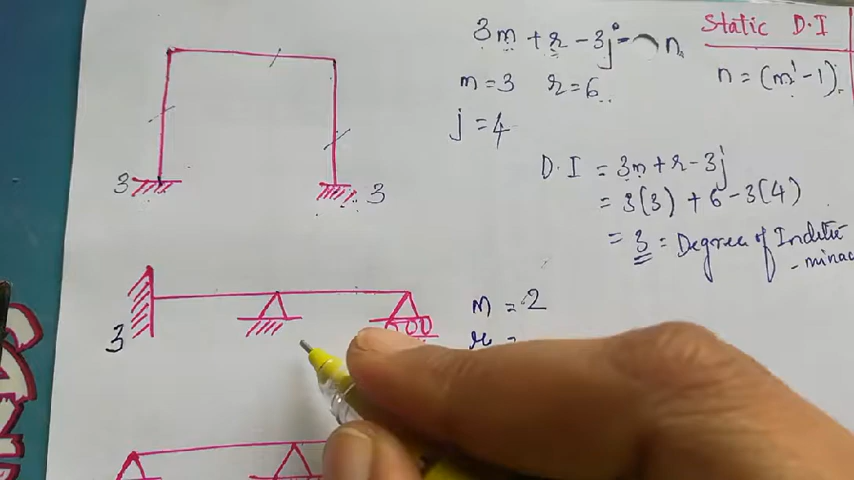 Static D.I
3m + r - 3j - n
n = (m' - 1)
m = 3 r = 6
j = 4
D.I = 3m + r - 3j
= 3(3) + 6 - 3(4)
= 3 = Degree of Indete
- minac
3
3
m = 2
r =
3